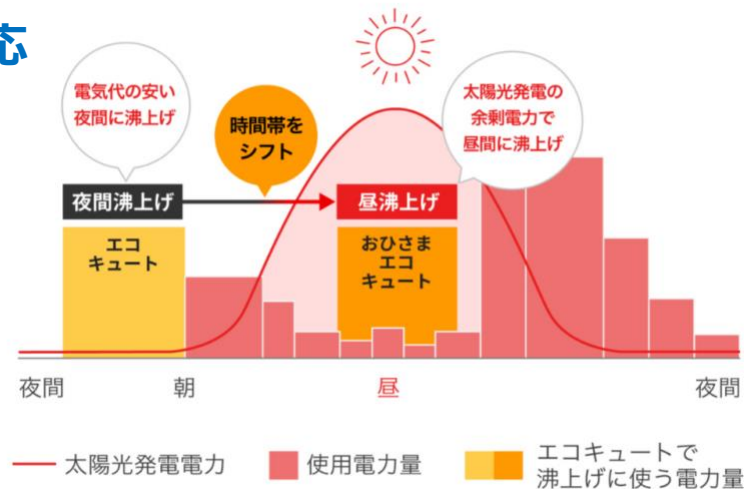 応
電気代の安い
夜間に沸上げ
時間帯を
シフト
太陽光発電の
余剰電力で
昼間に沸上げ
夜間沸上げ
昼沸上げ
エコ
キュート
おひさま
エコ
キュート
夜間
朝
昼
夜間
太陽光発電電力
使用電力量
エコキュートで
沸上げに使う電力量